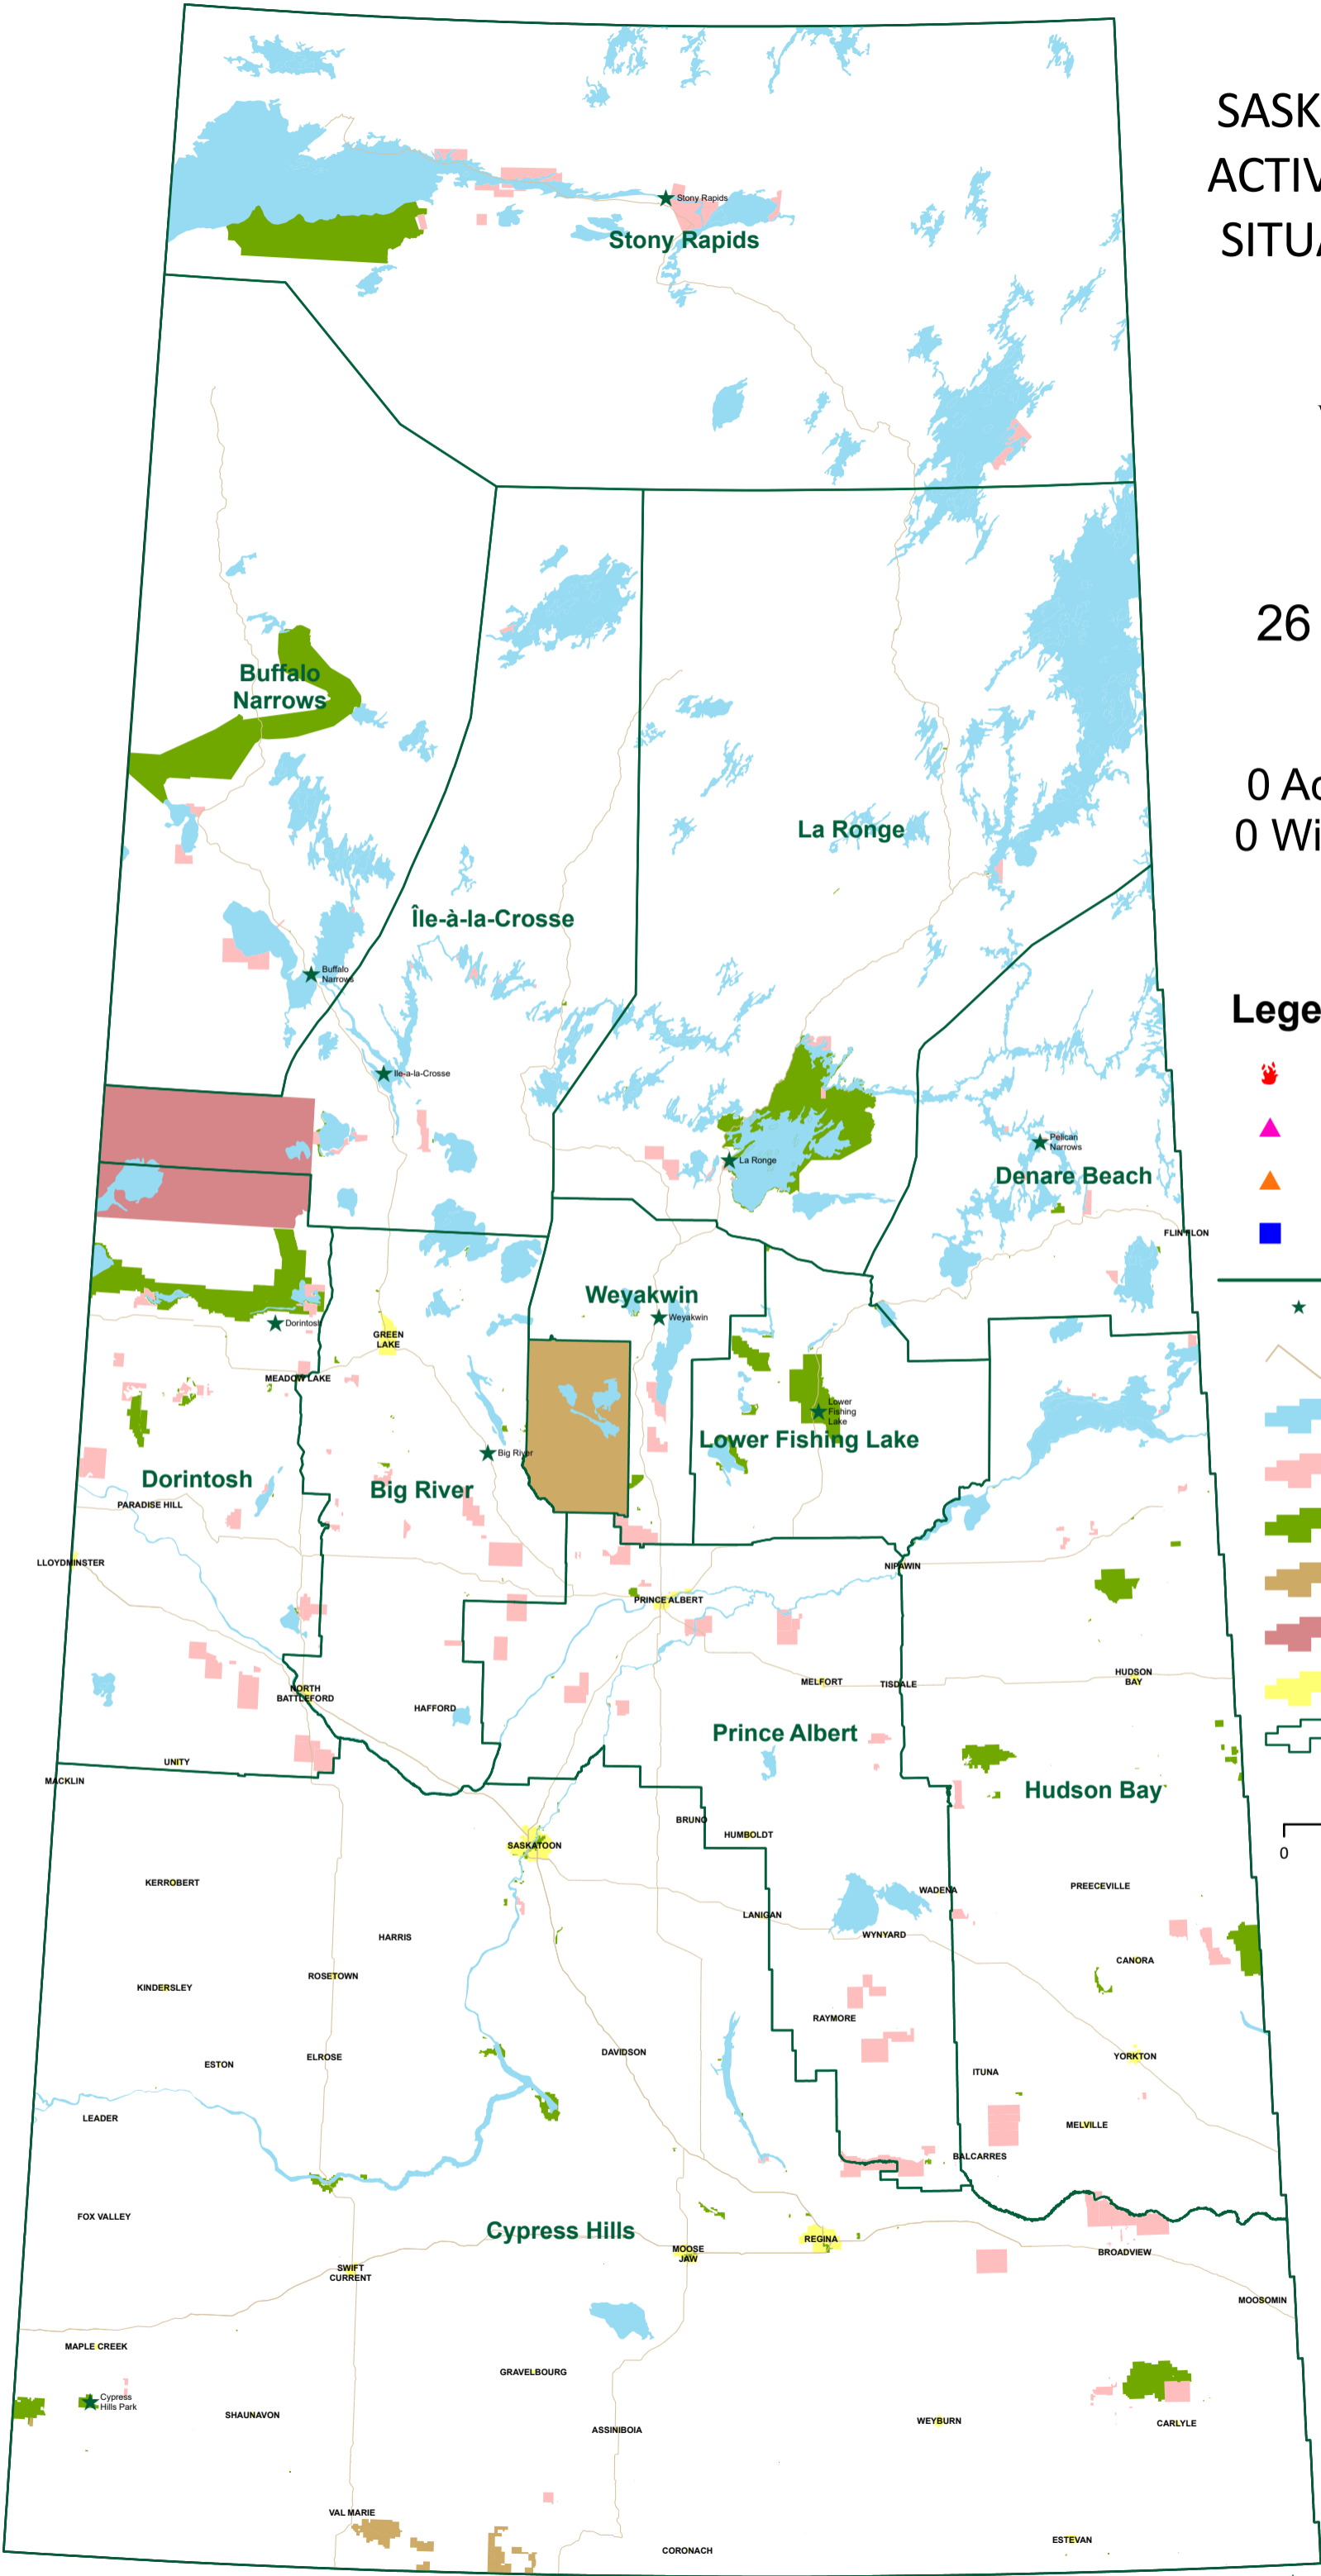 SASK
ACTIV
SITUA
26
0 Ac
0 Wi
Lege
0
Stony Rapids
Stony Rapids
Buffalo
Narrows
La Ronge
Île-à-la-Crosse
Buffalo
Narrows
Ile-a-la-Crosse
Pelican
Narrows
La Ronge
Denare Beach
FLIN FLON
Weyakwin
Weyakwin
Dorintosh
GREEN
LAKE
MEADOW LAKE
Lower
Fishing
Lake
Lower Fishing Lake
Big River
Dorintosh
Big River
PARADISE HILL
LLOYDMINSTER
NIPAWIN
PRINCE ALBERT
HUDSON
BAY
MELFORT
TISDALE
NORTH
BATTLEFORD
HAFFORD
Prince Albert
UNITY
MACKLIN
Hudson Bay
BRUNO
HUMBOLDT
SASKATOON
KERROBERT
PREECEVILLE
WADENA
LANIGAN
WYNYARD
HARRIS
CANORA
ROSETOWN
KINDERSLEY
RAYMORE
DAVIDSON
YORKTON
ELROSE
ESTON
ITUNA
LEADER
MELVILLE
BALCARRES
FOX VALLEY
Cypress Hills
REGINA
MOOSE
JAW
BROADVIEW
SWIFT
CURRENT
MOOSOMIN
MAPLE CREEK
GRAVELBOURG
Cypress
Hills Park
SHAUNAVON
WEYBURN
CARLYLE
ASSINIBOIA
VAL MARIE
ESTEVAN
CORONACH